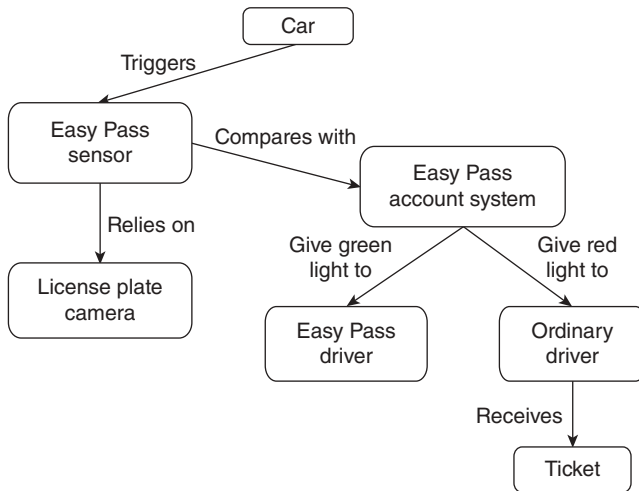 Car
Triggers
Easy Pass
sensor
Compares with
Easy Pass
account system
Relies on
Give green
light to
Give red
light to
License plate
camera
Easy Pass
driver
Ordinary
driver
Receives
Ticket